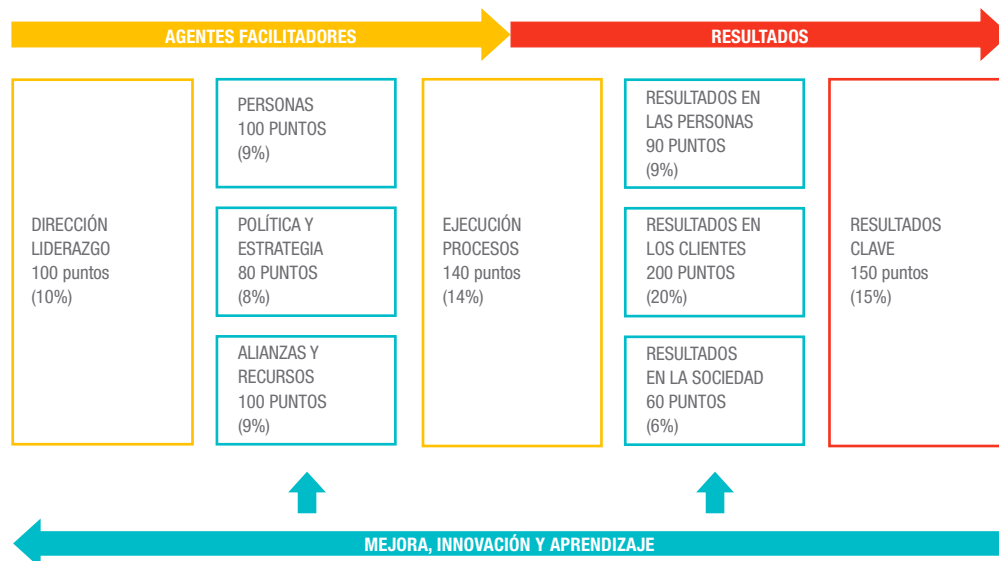 AGENTES FACILITADORES
RESULTADOS
DIRECCIÓN
LIDERAZGO
100 puntos
(10%)
PERSONAS
100 PUNTOS
(9%)
POLÍTICA Y
ESTRATEGIA
80 PUNTOS
(8%)
ALIANZAS Y
RECURSOS
100 PUNTOS
(9%)
EJECUCIÓN
PROCESOS
140 puntos
(14%)
RESULTADOS EN
LAS PERSONAS
90 PUNTOS
(9%)
RESULTADOS EN
LOS CLIENTES
200 PUNTOS
(20%)
RESULTADOS
EN LA SOCIEDAD
60 PUNTOS
(6%)
RESULTADOS
CLAVE
150 puntos
(15%)
MEJORA, INNOVACIÓN Y APRENDIZAJE